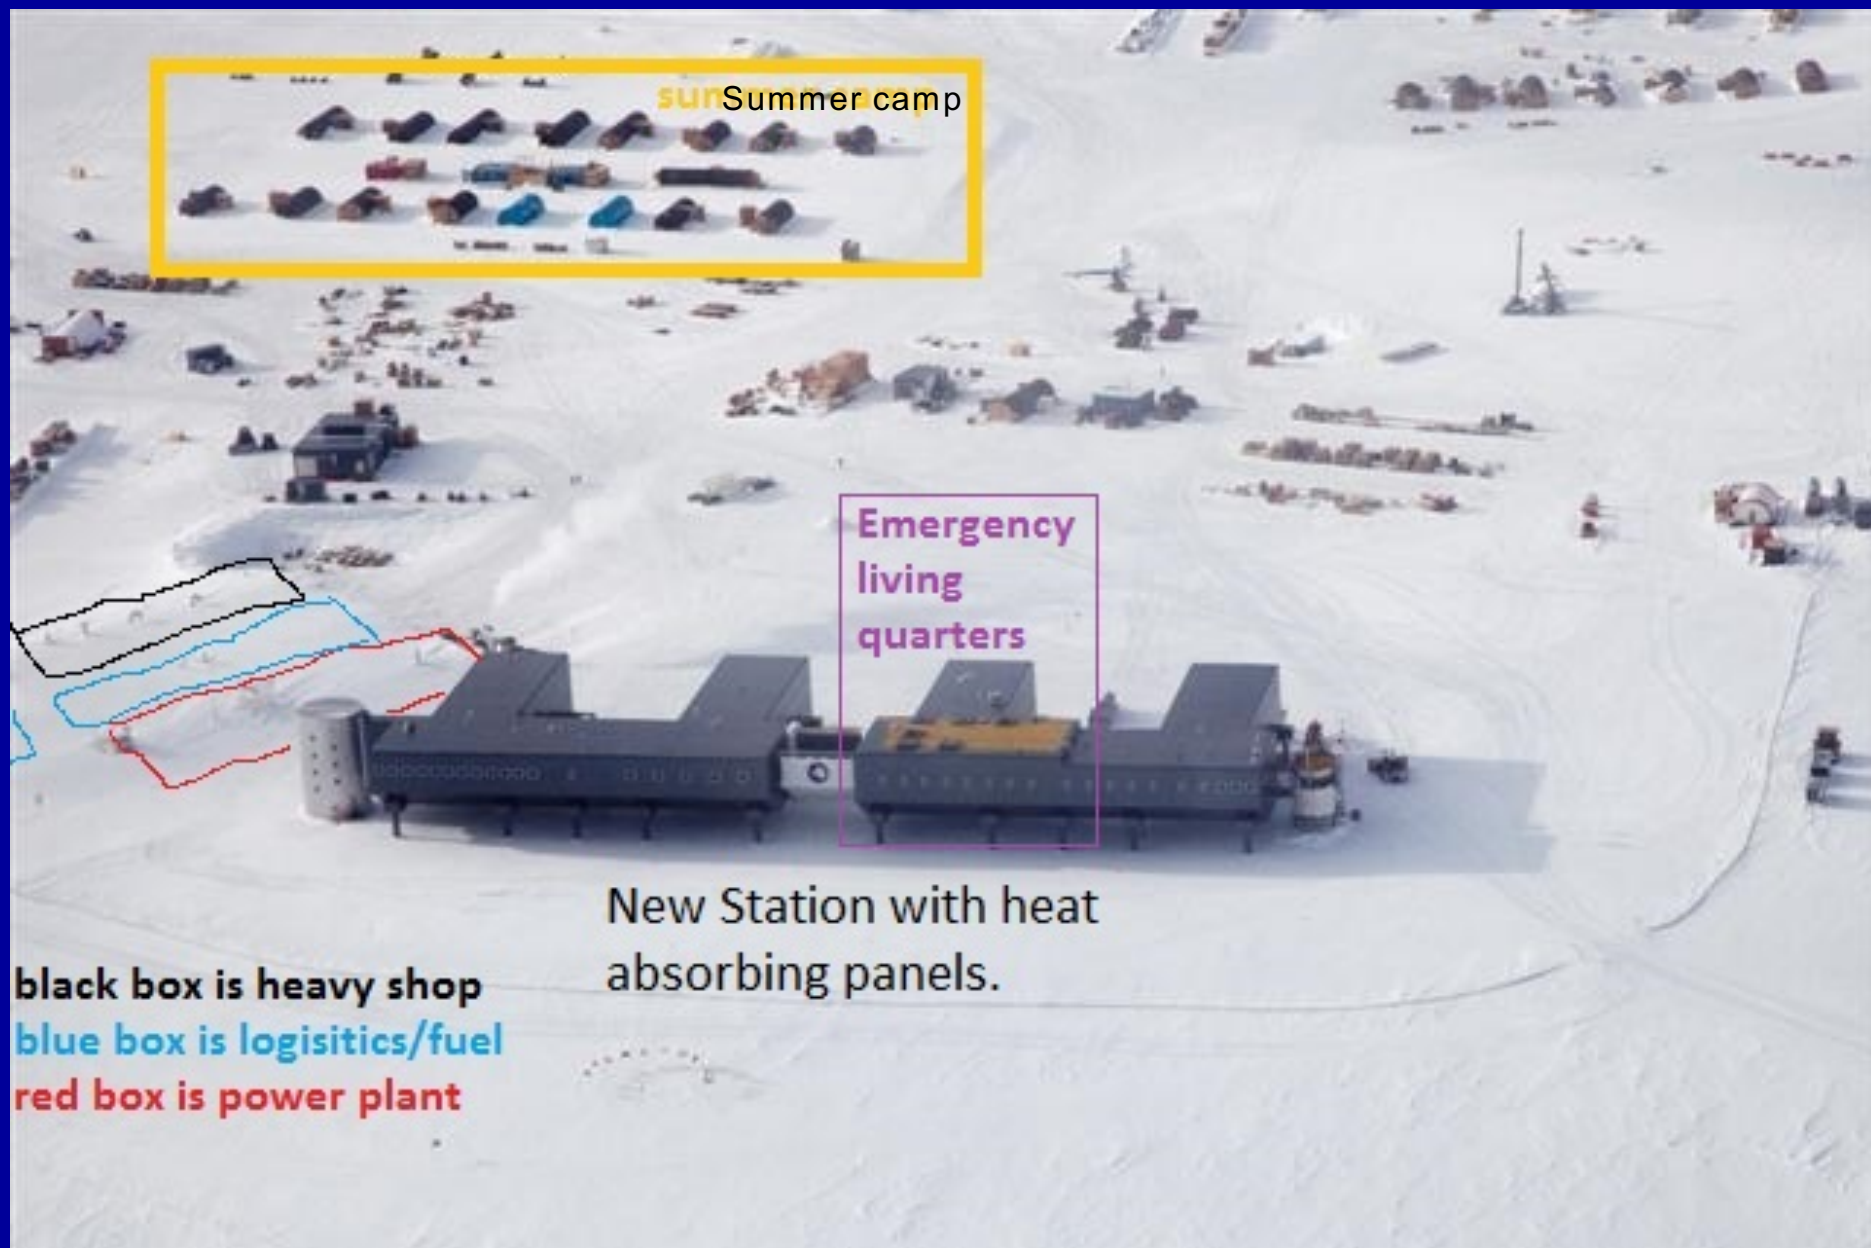 Summer camp
Emergency
living
quarters
New Station with heat
absorbing panels.
black box is heavy shop
blue box is logisitics/fuel
red box is power plant